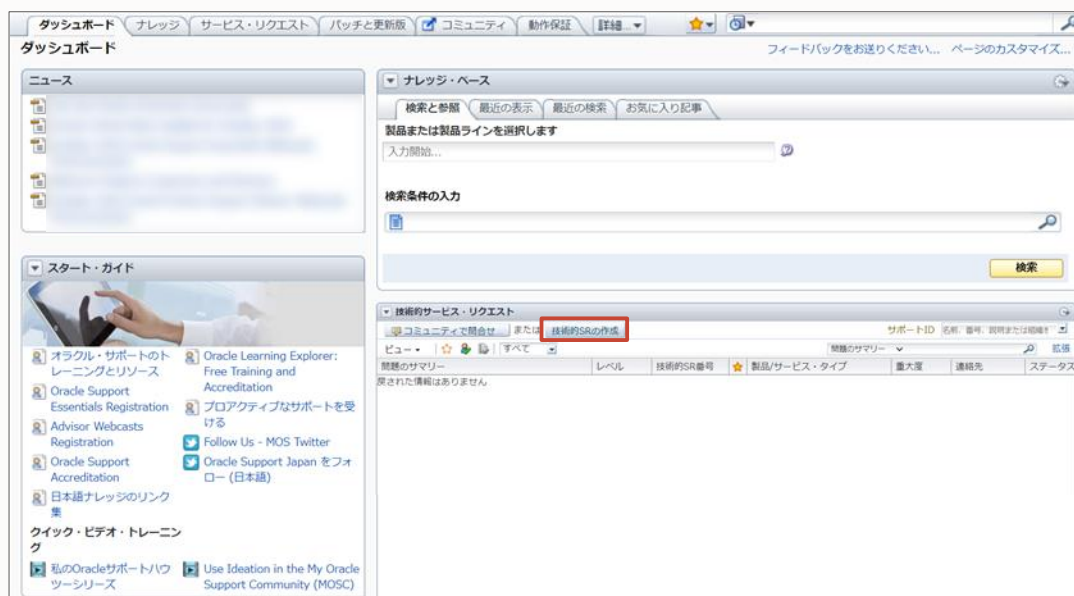 ダッシュボード ナレッジ サービス・リクエスト パッチと更新版 コミュニティ 動作保証 詳細...
ダッシュボード
フィードバックをお送りください... ページのカスタマイズ...
ニュース
スタート・ガイド
オラクル・サポートのト
レーニングとリソース
Oracle Support
Essentials Registration
Advisor Webcasts
Registration
Oracle Support
Accreditation
日本語ナレッジのリンク
集
Oracle Learning Explorer:
Free Training and
Accreditation
プロアクティブなサポートを受
ける
Follow Us - MOS Twitter
Oracle Support Japan をフォ
ロー (日本語)
クイック・ビデオ・トレーニン
グ
私のOracleサポートハウ
ツーシリーズ
Use Ideation in the My Oracle
Support Community (MOSC)
ナレッジ・ベース
検索と参照 最近の表示 最近の検索 お気に入り記事
製品または製品ラインを選択します
入力開始...
検索条件の入力
検索
技術的サービス・リクエスト
コミュニティで問合せ または 技術的SRの作成 サポートID 名前、番号、説明または組織を
ビュー すべて 問題のサマリー 拡張
問題のサマリー レベル 技術的SR番号 製品/サービス・タイプ 重大度 連絡先 ステータス
戻された情報はありません